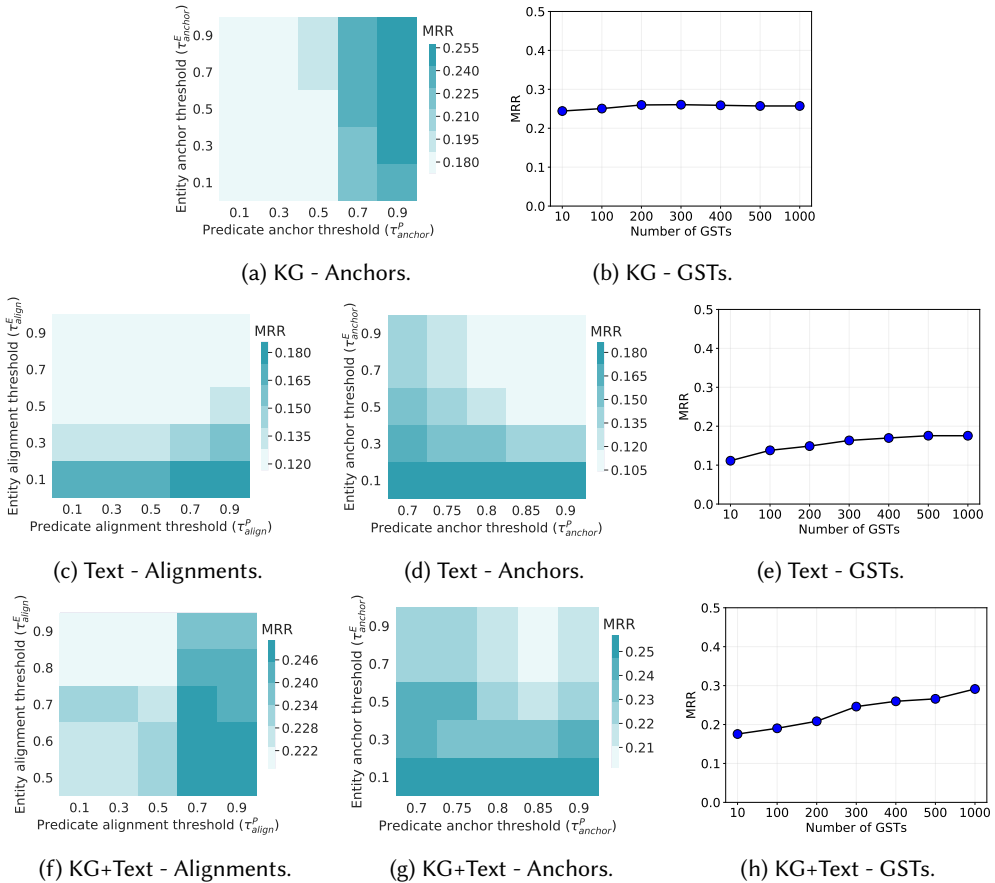 MRR
Entity anchor threshold (τ^E_anchor)
0.9
0.7
0.5
0.3
0.1
0.1 0.3 0.5 0.7 0.9
Predicate anchor threshold (τ^P_anchor)
0.255
0.240
0.225
0.210
0.195
0.180
(a) KG - Anchors.
MRR
0.5
0.4
0.3
0.2
0.1
0.0
10 100 200 300 400 500 1000
Number of GSTs
(b) KG - GSTs.
MRR
Entity alignment threshold (τ^E_align)
0.9
0.7
0.5
0.3
0.1
0.1 0.3 0.5 0.7 0.9
Predicate alignment threshold (τ^P_align)
0.180
0.165
0.150
0.135
0.120
(c) Text - Alignments.
MRR
Entity anchor threshold (τ^E_anchor)
0.9
0.7
0.5
0.3
0.1
0.7 0.75 0.8 0.85 0.9
Predicate anchor threshold (τ^P_anchor)
0.180
0.165
0.150
0.135
0.120
0.105
(d) Text - Anchors.
MRR
0.5
0.4
0.3
0.2
0.1
0.0
10 100 200 300 400 500 1000
Number of GSTs
(e) Text - GSTs.
MRR
Entity alignment threshold (τ^E_align)
0.9
0.8
0.7
0.6
0.5
0.1 0.3 0.5 0.7 0.9
Predicate alignment threshold (τ^P_align)
0.246
0.240
0.234
0.228
0.222
(f) KG+Text - Alignments.
MRR
Entity anchor threshold (τ^E_anchor)
0.9
0.7
0.5
0.3
0.1
0.7 0.75 0.8 0.85 0.9
Predicate anchor threshold (τ^P_anchor)
0.25
0.24
0.23
0.22
0.21
(g) KG+Text - Anchors.
MRR
0.5
0.4
0.3
0.2
0.1
0.0
10 100 200 300 400 500 1000
Number of GSTs
(h) KG+Text - GSTs.